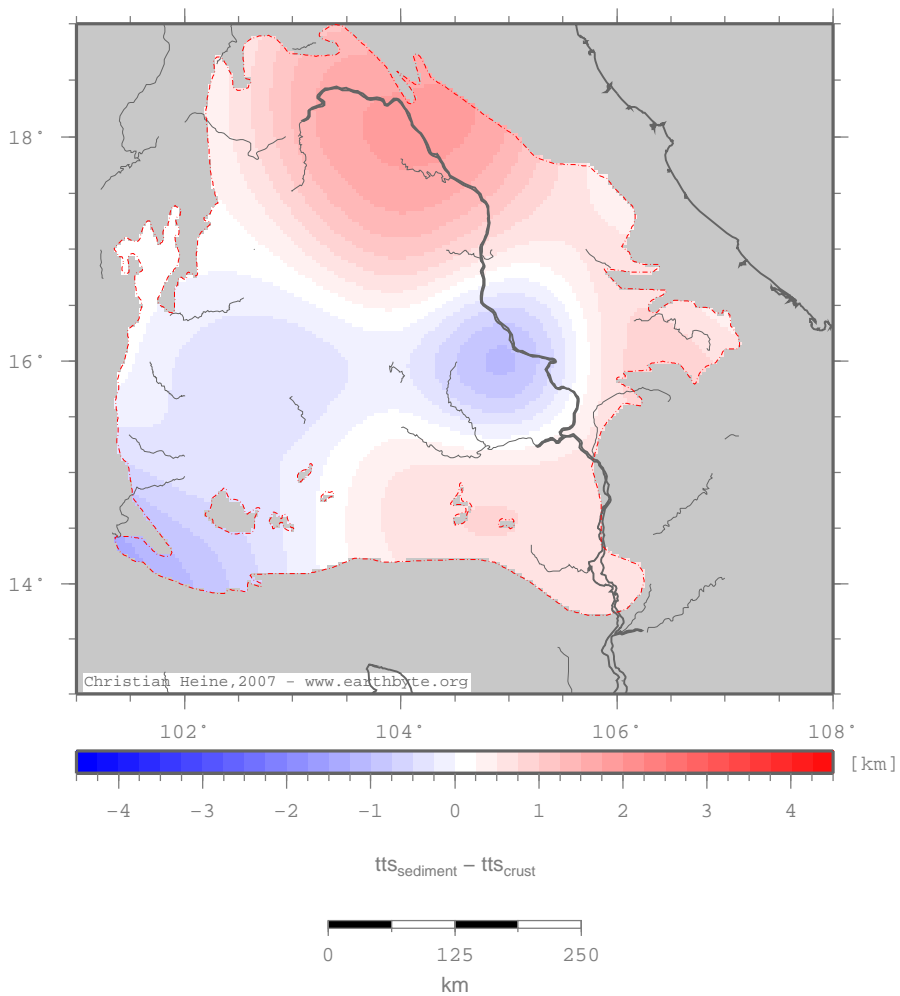 18°
16°
14°
Christian Heine,2007 - www.earthbyte.org
102° 104° 106° 108°
[km]
-4 -3 -2 -1 0 1 2 3 4
tts_sediment – tts_crust
0 125 250
km